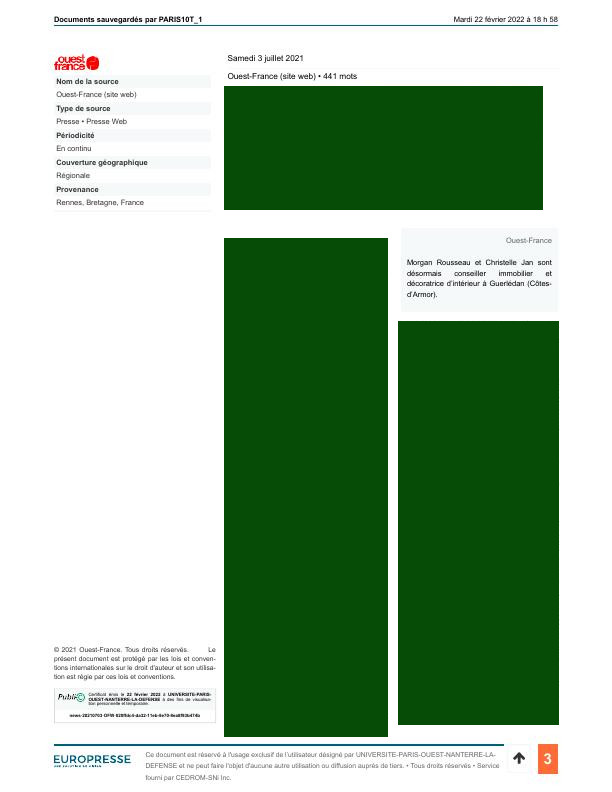 Documents sauvegardés par PARIS10T_1
Mardi 22 février 2022 à 18 h 58
ouest
france
Nom de la source
Ouest-France (site web)
Type de source
Presse • Presse Web
Périodicité
En continu
Couverture géographique
Régionale
Provenance
Rennes, Bretagne, France
Samedi 3 juillet 2021
Ouest-France (site web) • 441 mots
Ouest-France
Morgan Rousseau et Christelle Jan sont
désormais conseiller immobilier et
décoratrice d'intérieur à Guerlédan (Côtes-
d'Armor).
© 2021 Ouest-France. Tous droits réservés. Le
présent document est protégé par les lois et conven-
tions internationales sur le droit d'auteur et son utilisa-
tion est régie par ces lois et conventions.
Public ©
Certificat émis le 22 février 2022 à UNIVERSITE-PARIS-
OUEST-NANTERRE-LA-DEFENSE à des fins de visualisa-
tion personnelle et temporaire.
EUROPRESSE
Ce document est réservé à l'usage exclusif de l'utilisateur désigné par UNIVERSITE-PARIS-OUEST-NANTERRE-LA-
DEFENSE et ne peut faire l'objet d'aucune autre utilisation ou diffusion auprès de tiers. • Tous droits réservés • Service
fourni par CEDROM-SNi Inc.
3